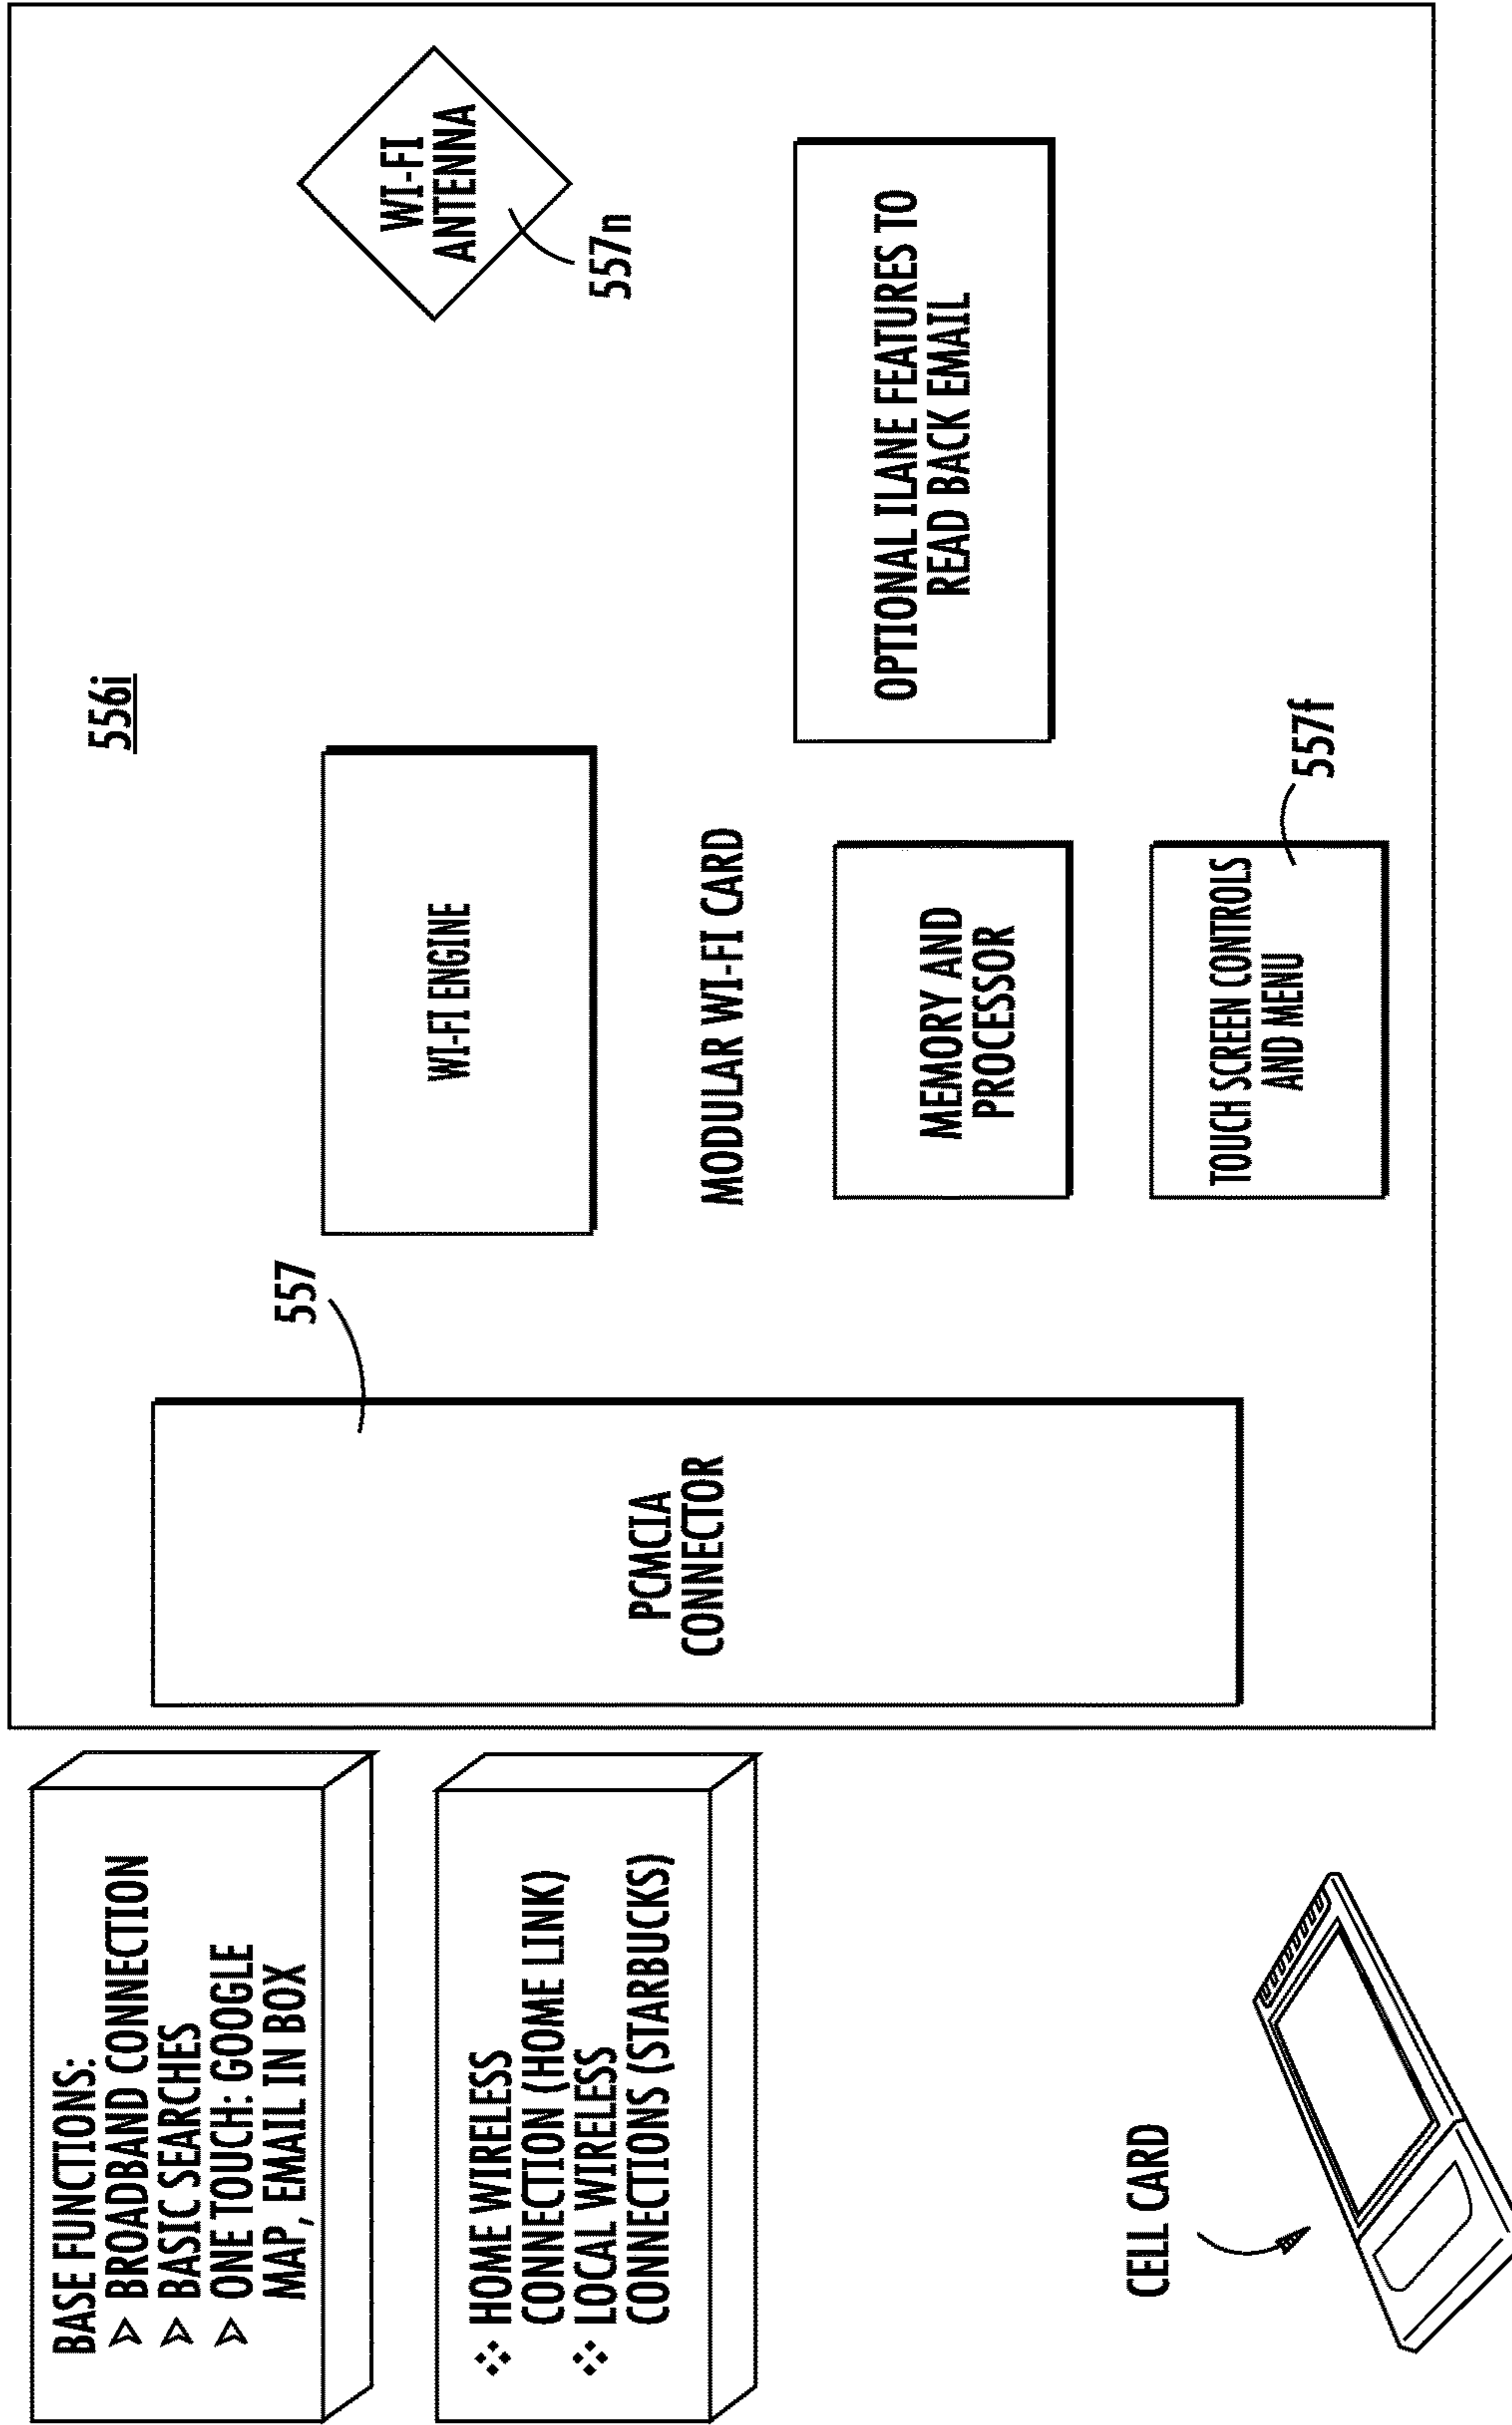 BASE FUNCTIONS:
➢ BROADBAND CONNECTION
➢ BASIC SEARCHES
➢ ONE TOUCH: GOOGLE
MAP, EMAIL IN BOX
❖ HOME WIRELESS
CONNECTION (HOME LINK)
❖ LOCAL WIRELESS
CONNECTIONS (STARBUCKS)
CELL CARD
556i
557
PCMCIA
CONNECTOR
WI-FI ENGINE
WI-FI
ANTENNA
557n
MODULAR WI-FI CARD
MEMORY AND
PROCESSOR
OPTIONAL ILANE FEATURES TO
READ BACK EMAIL
TOUCH SCREEN CONTROLS
AND MENU
557f